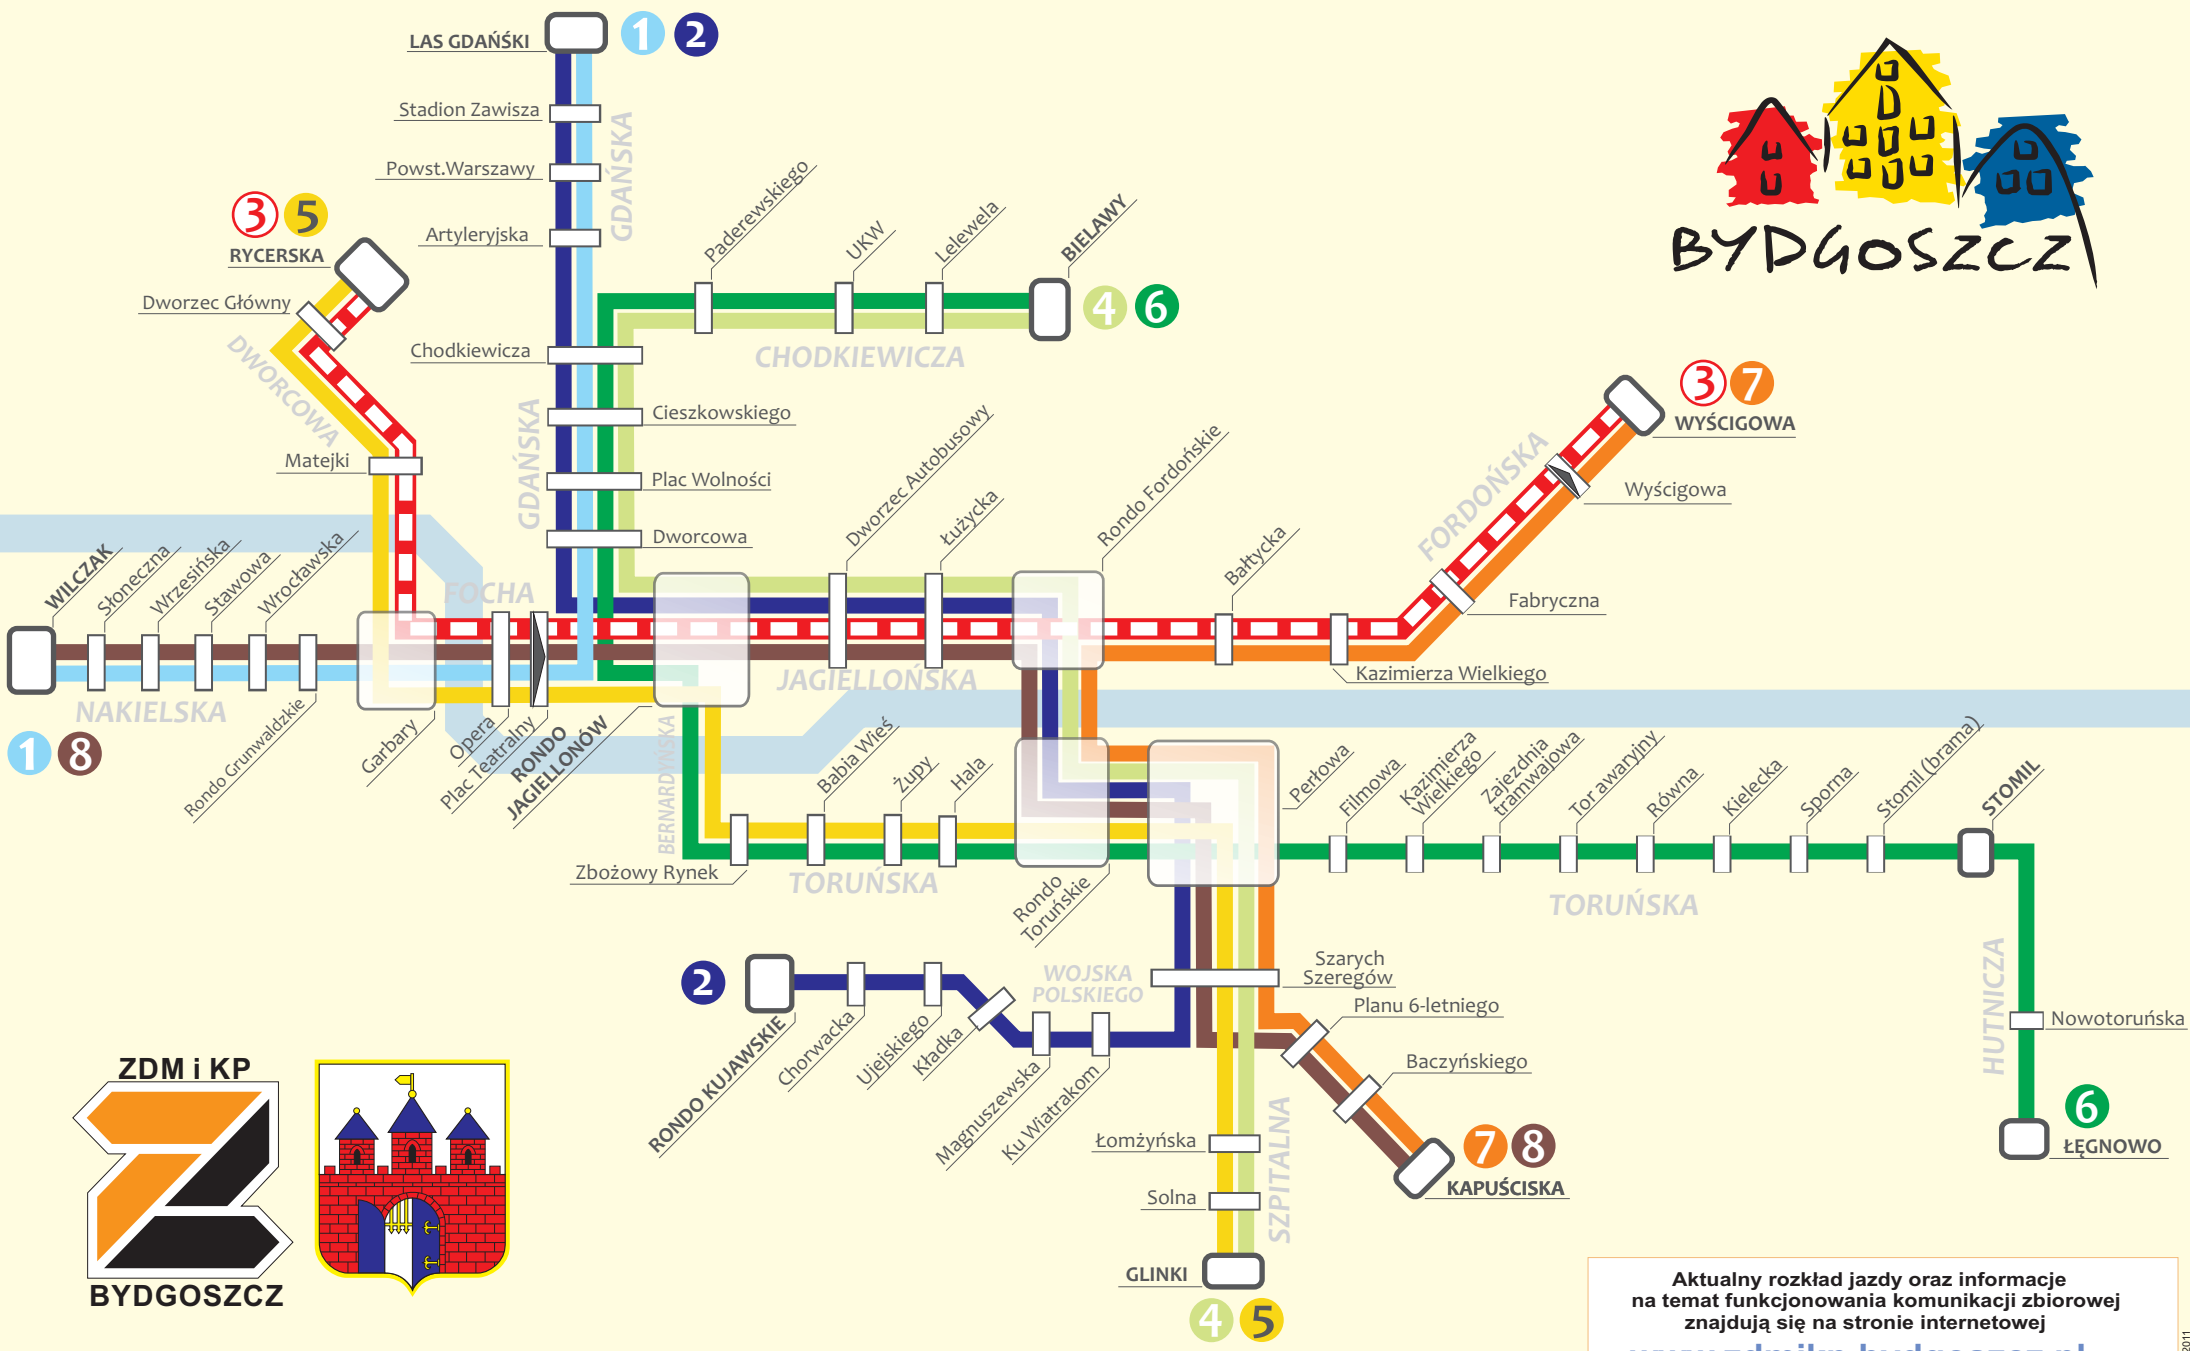 LAS GDAŃŚKI
1 2
Stadion Zawisza
Powst.Warszawy
Artyleryjska
GDAŃSKA
3 5
RYCERSKA
Dworzec Główny
DWORCOWA
Matejki
Chodkiewicza
Cieszkowskiego
Plac Wolności
Dworcowa
GDAŃSKA
Paderewskiego
UKW
Lelewela
BIELAWY
4 6
CHODKIEWICZA
BYDGOSZCZ
3 7
WYŚCIGOWA
Wyścigowa
FORDOŃSKA
Fabryczna
Kazimierza Wielkiego
Bałtycka
Rondo Fordońskie
Łużycka
Dworzec Autobusowy
JAGIELLOŃSKA
FOCHA
WILCZAK
Słoneczna
Wrzesińska
Stawowa
Wrocławska
NAKIELSKA
1 8
Rondo Grunwaldzkie
Garbary
Opera
Plac Teatralny
RONDO
JAGIELLONÓW
BERNARDYŃSKA
Zbożowy Rynek
Babia Wieś
Żupy
Hala
TORUŃSKA
Rondo
Toruńskie
Perłowa
Filmowa
Kazimierza
Wielkiego
Zajezdnia
tramwajowa
Tor awaryjny
Równa
Kielecka
Sporna
Stomil (brama)
STOMIL
TORUŃSKA
HUTNICZA
Nowotoruńska
6
ŁĘGNOWO
2
RONDO KUJAWSKIE
Chorwacka
Ujejskiego
Kładka
Magnuszewska
Ku Wiatrakom
WOJSKA
POLSKIEGO
Szarych
Szeregów
Planu 6-letniego
Baczyńskiego
7 8
KAPUŚCISKA
Łomżyńska
Solna
SZPITALNA
GLINKI
4 5
ZDM i KP
BYDGOSZCZ
Aktualny rozkład jazdy oraz informacje
na temat funkcjonowania komunikacji zbiorowej
znajdują się na stronie internetowej
www.zdmikp.bydgoszcz.pl
2011